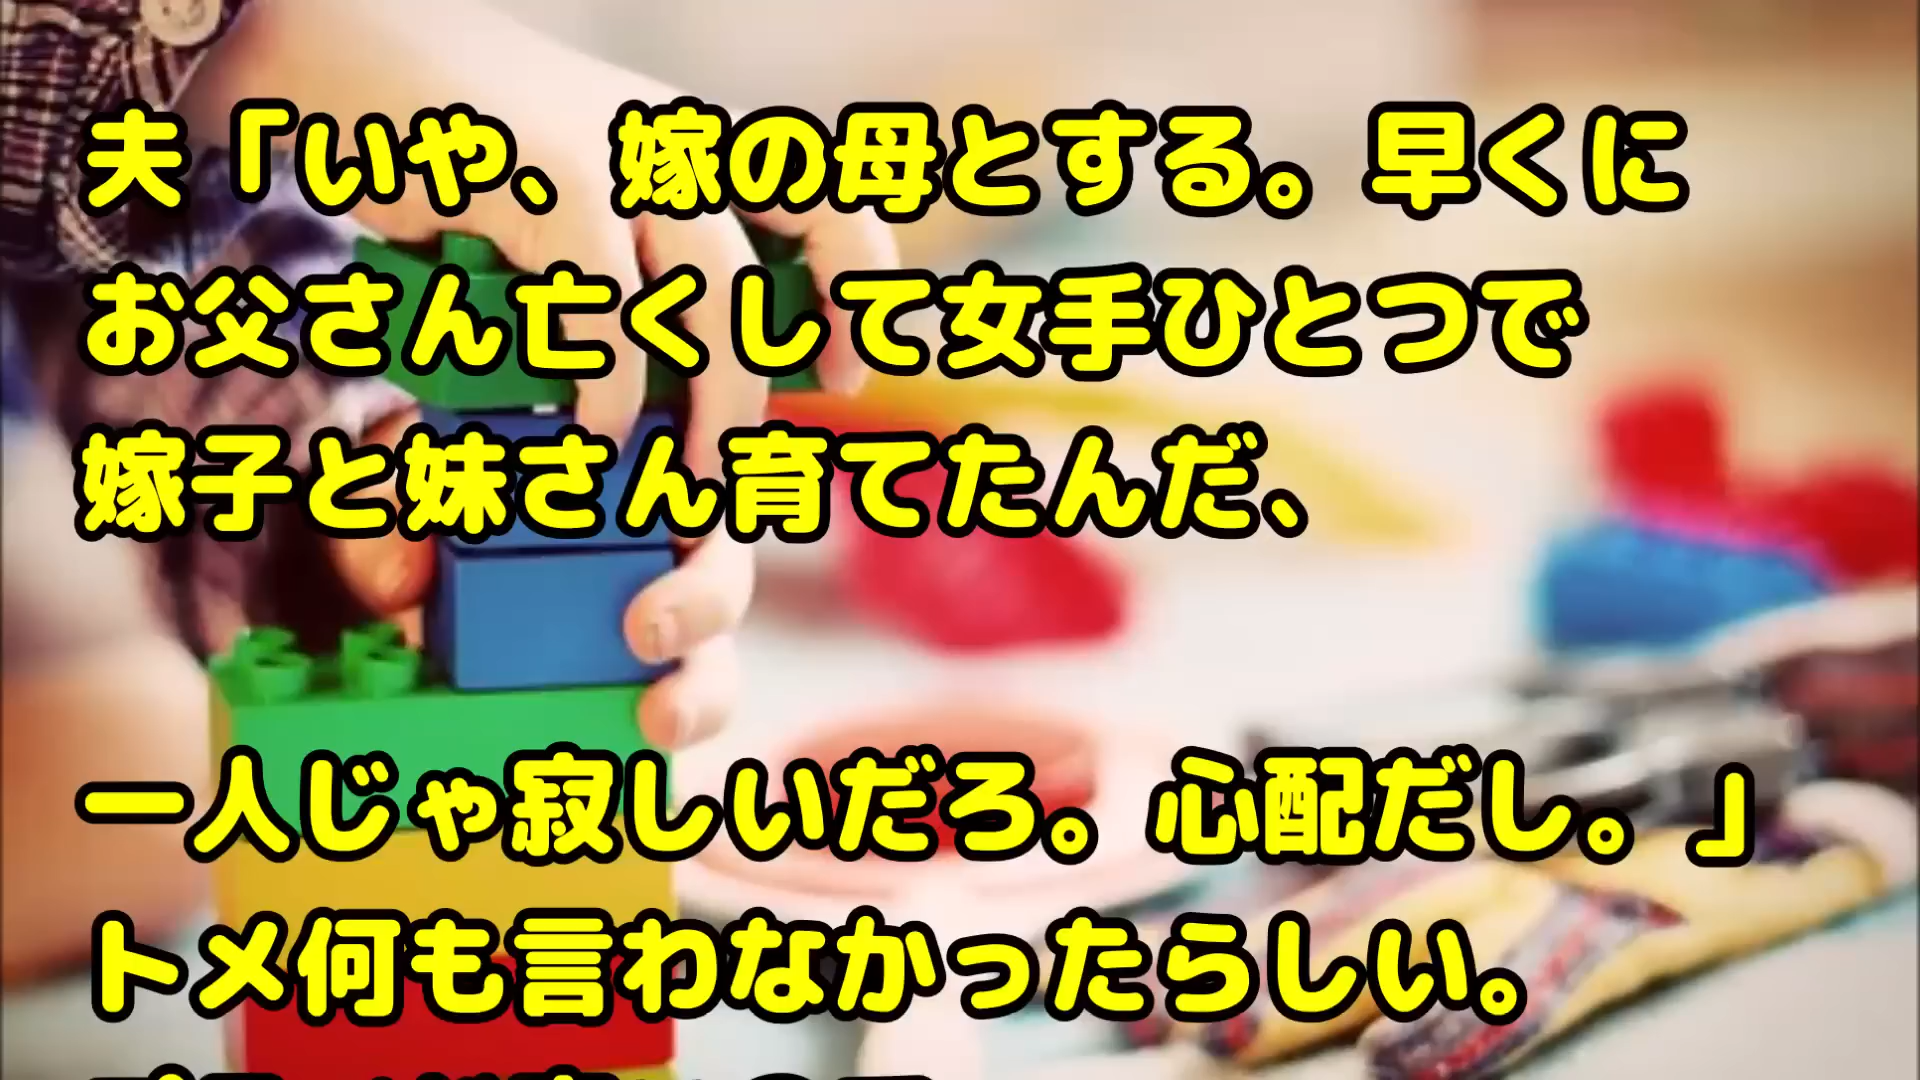 夫「いや、嫁の母とする。早くに
お父さん亡くして女手ひとつで
嫁子と妹さん育てたんだ、
一人じゃ寂しいだろ。心配だし。」
トメ何も言わなかったらしい。